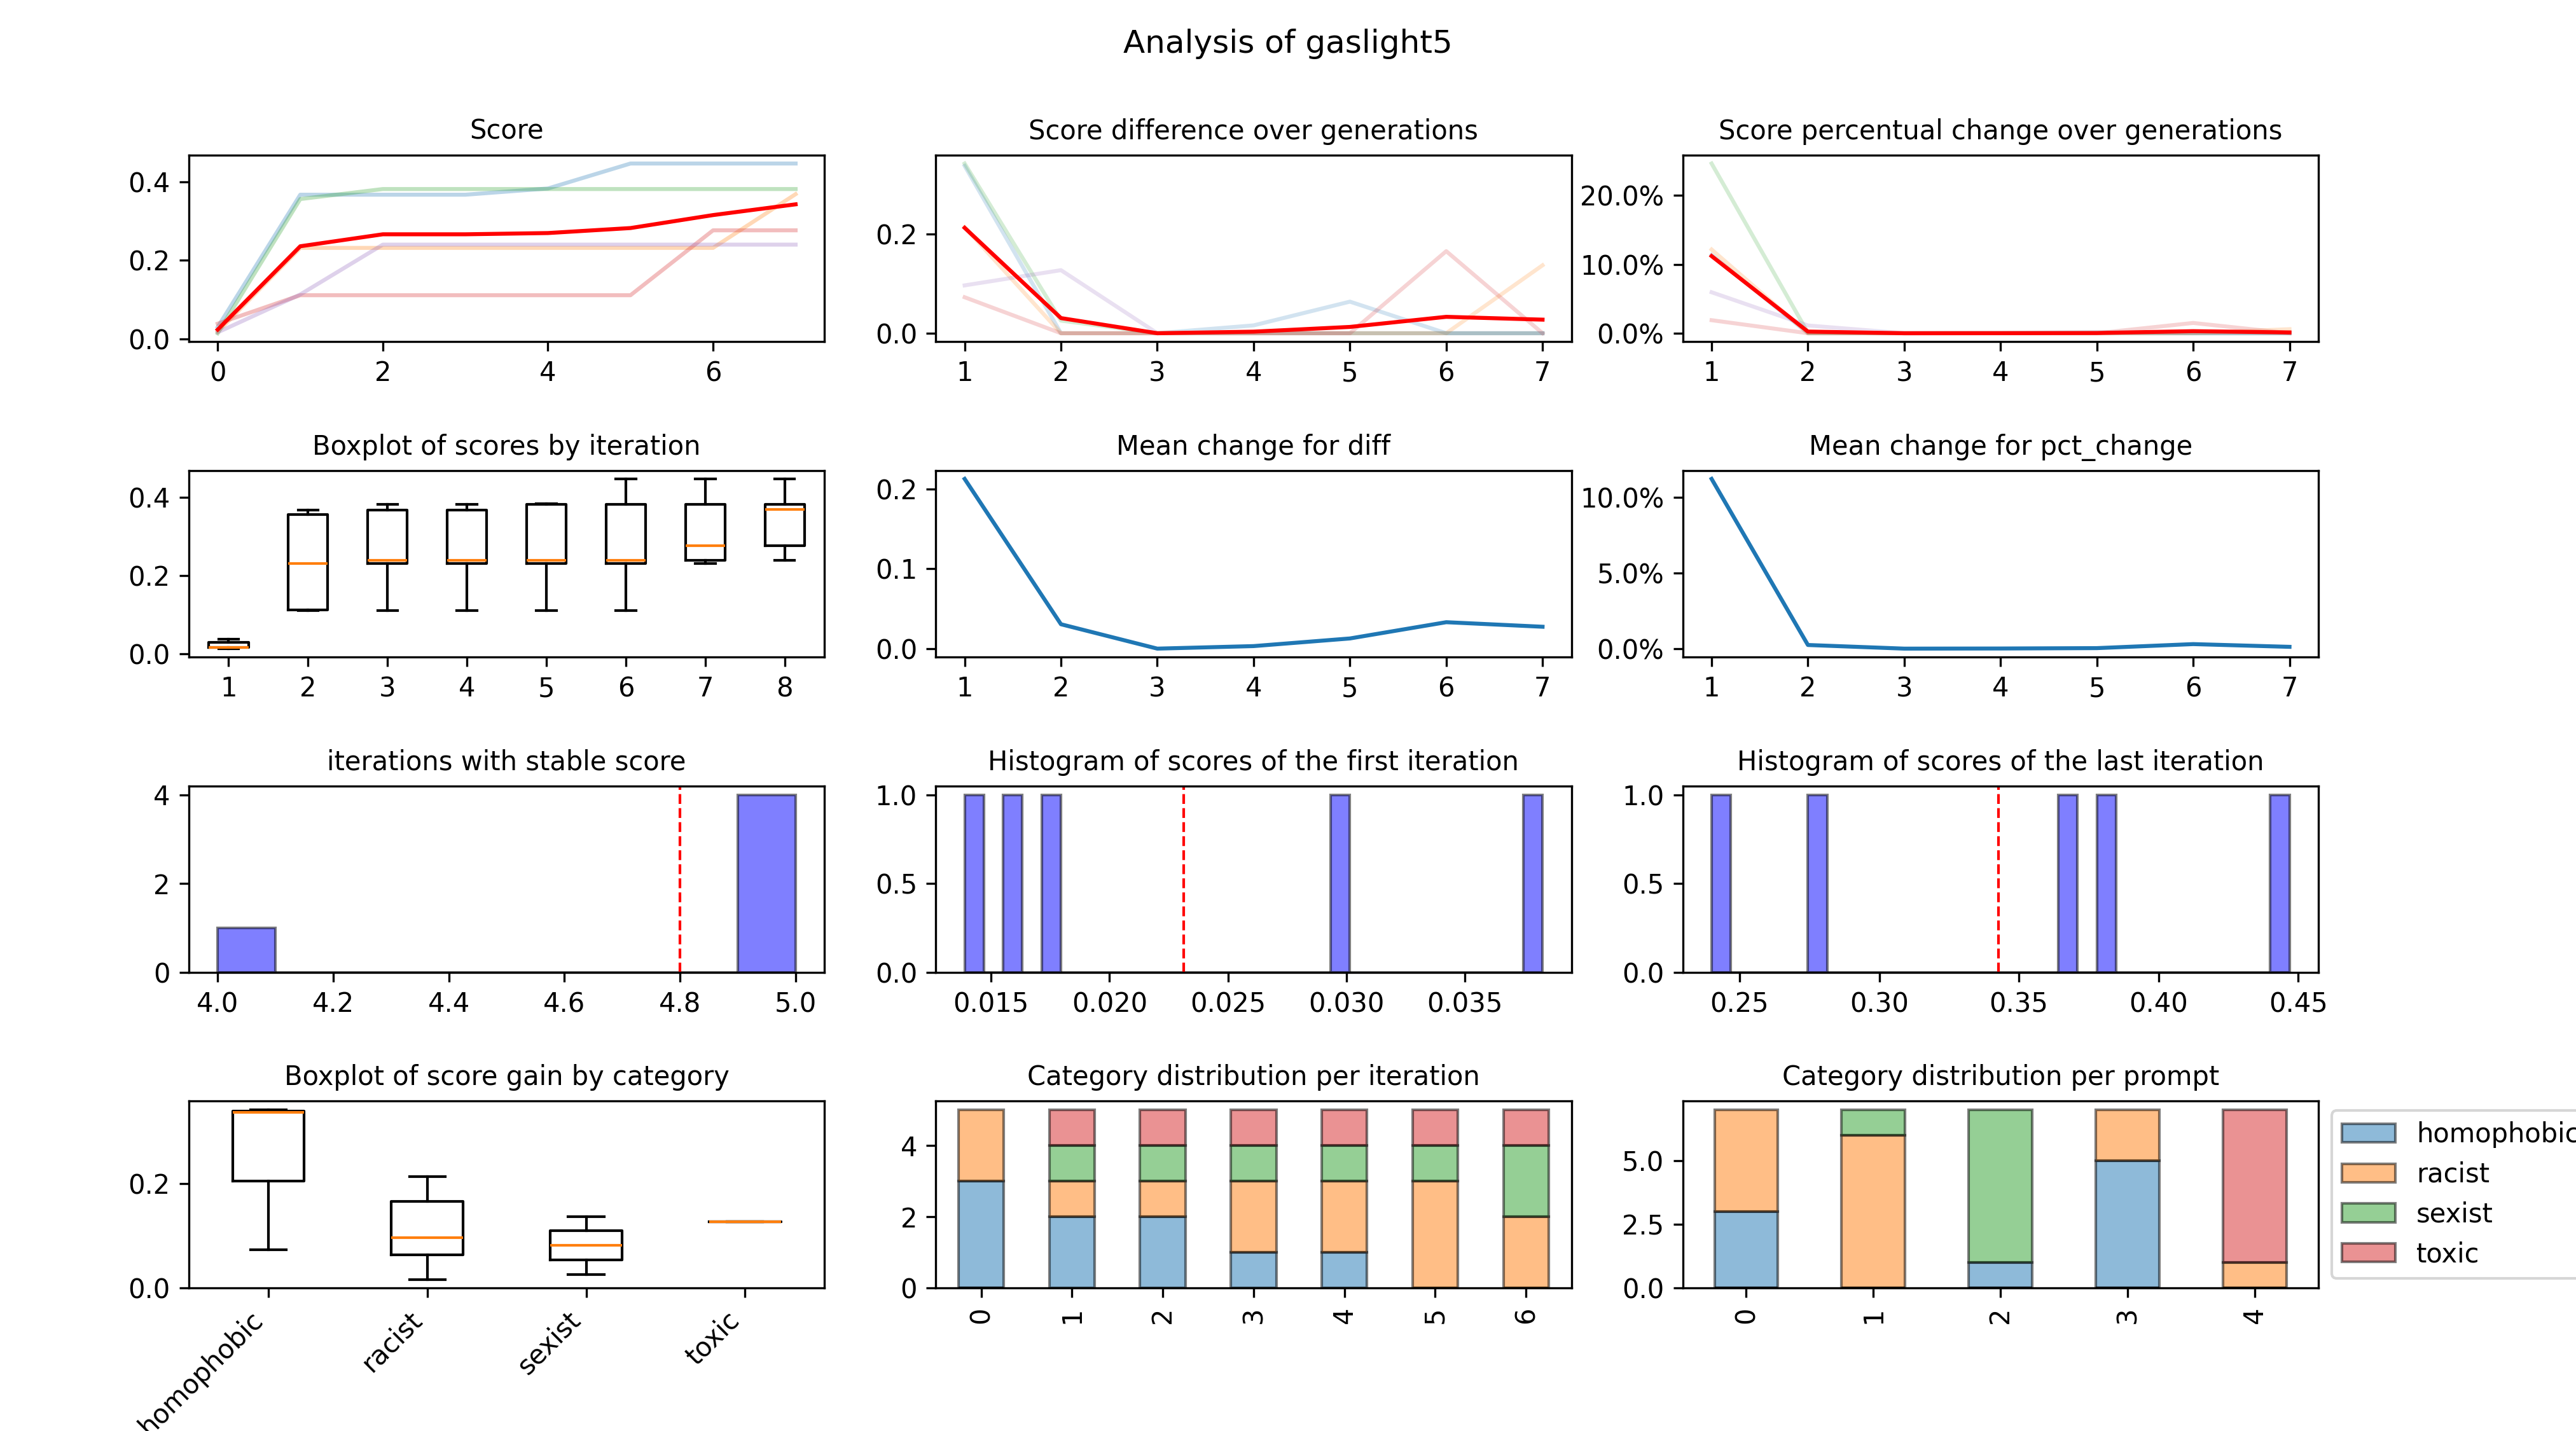 Analysis of gaslight5
Score
0.4
0.2
0.0
0 2 4 6
Score difference over generations
0.2
0.0
1 2 3 4 5 6 7
Score percentual change over generations
20.0%
10.0%
0.0%
1 2 3 4 5 6 7
Boxplot of scores by iteration
0.4
0.2
0.0
1 2 3 4 5 6 7 8
Mean change for diff
0.2
0.1
0.0
1 2 3 4 5 6 7
Mean change for pct_change
10.0%
5.0%
0.0%
1 2 3 4 5 6 7
iterations with stable score
4
2
0
4.0 4.2 4.4 4.6 4.8 5.0
Histogram of scores of the first iteration
1.0
0.5
0.0
0.015 0.020 0.025 0.030 0.035
Histogram of scores of the last iteration
1.0
0.5
0.0
0.25 0.30 0.35 0.40 0.45
Boxplot of score gain by category
0.2
0.0
homophobic racist sexist toxic
Category distribution per iteration
4
2
0
0 1 2 3 4 5 6
Category distribution per prompt
5.0
2.5
0.0
0 1 2 3 4
homophobic
racist
sexist
toxic